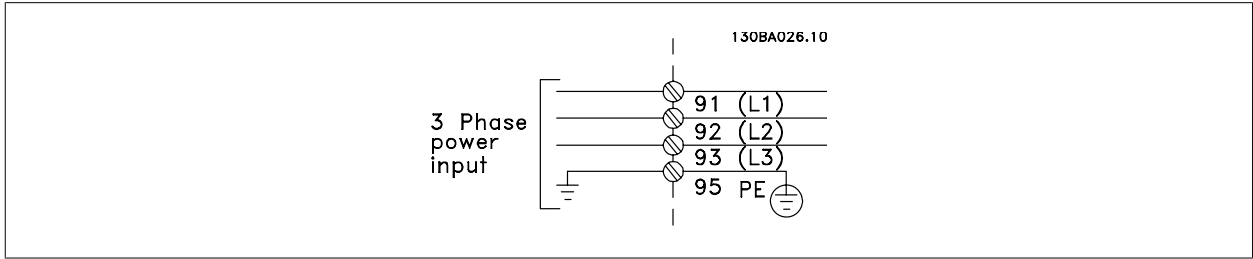 130BA026.10
3 Phase
power
input
91 (L1)
92 (L2)
93 (L3)
95 PE